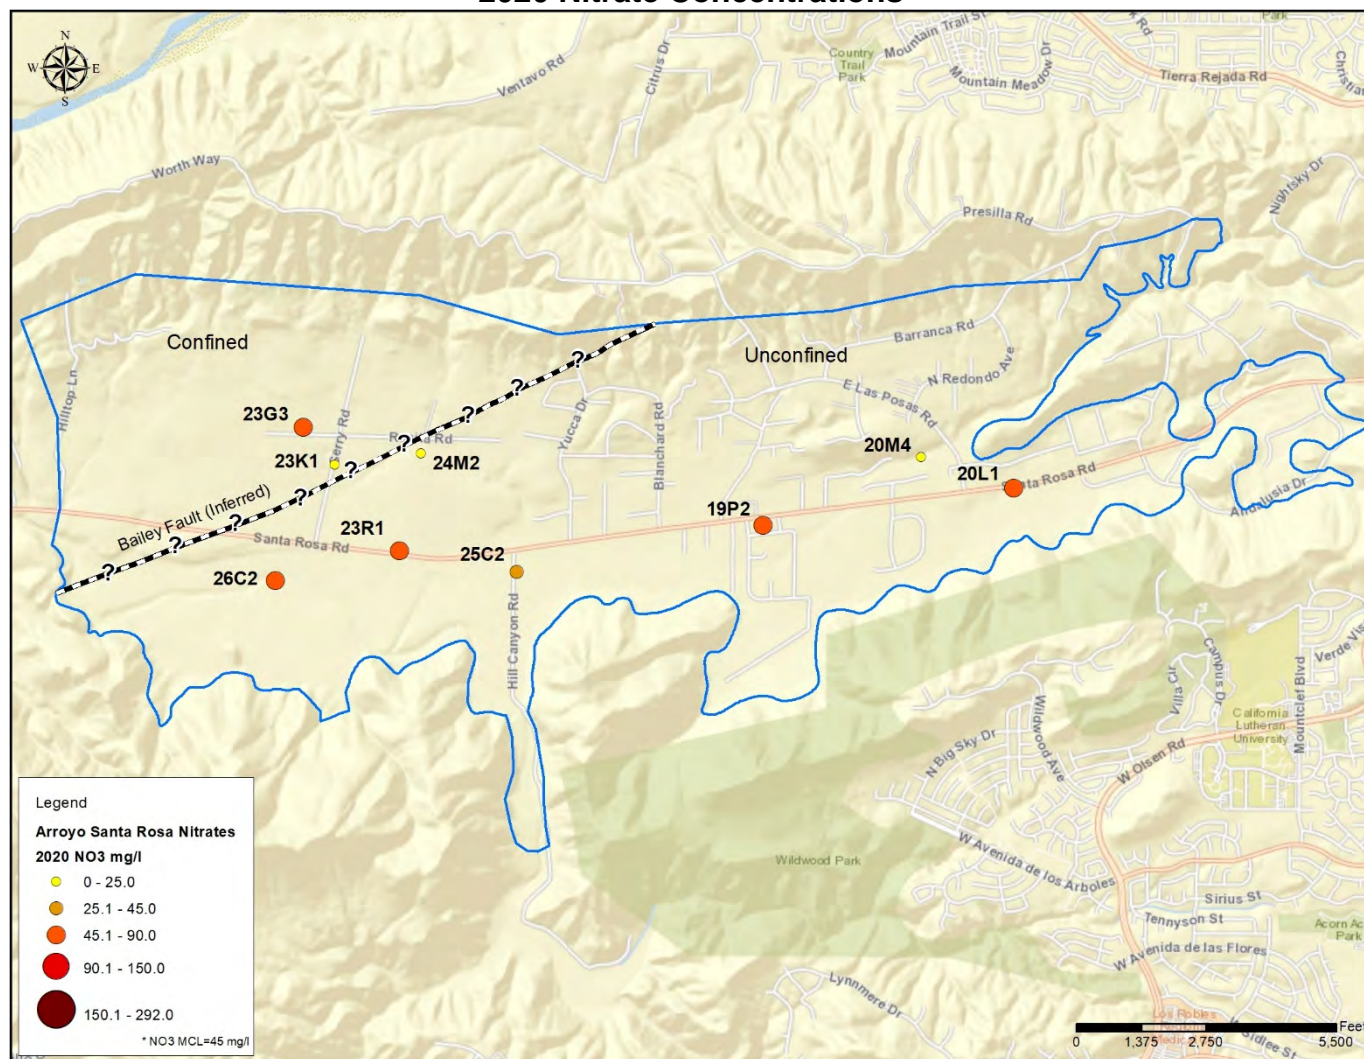 2020 Nitrate Concentrations
N
W
E
S
Ventavo Rd
Citrus Dr
Country
Trail
Park
Mountain Trail St
Mountain Meadow Dr
Park
Tierra Rejada Rd
Worth Way
Presilla Rd
Nightsky Dr
Confined
Unconfined
Barranca Rd
N Redondo Ave
E Las Posas Rd
Hilltop Ln
23G3
Yucca Dr
Blanchard Rd
23K1
24M2
20M4
20L1
Santa Rosa Rd
Andalusia Dr
Bailey Fault (Inferred)
? ? ? ? ? ? ? ? ?
19P2
Santa Rosa Rd
23R1
25C2
26C2
Hill Canyon Rd
Villa Cir
Campus Dr
Mountclef Blvd
California
Lutheran
University
N Big Sky Dr
Wildwood Ave
W Olsen Rd
Wildwood Park
W Avenida de los Arboles
Sirius St
Tennyson St
W Avenida de las Flores
Park
Lynnmere Dr
Los Robles
Legend
Arroyo Santa Rosa Nitrates
2020 NO3 mg/l
0 - 25.0
25.1 - 45.0
45.1 - 90.0
90.1 - 150.0
150.1 - 292.0
* NO3 MCL=45 mg/l
Feet
0 1,375 2,750 5,500